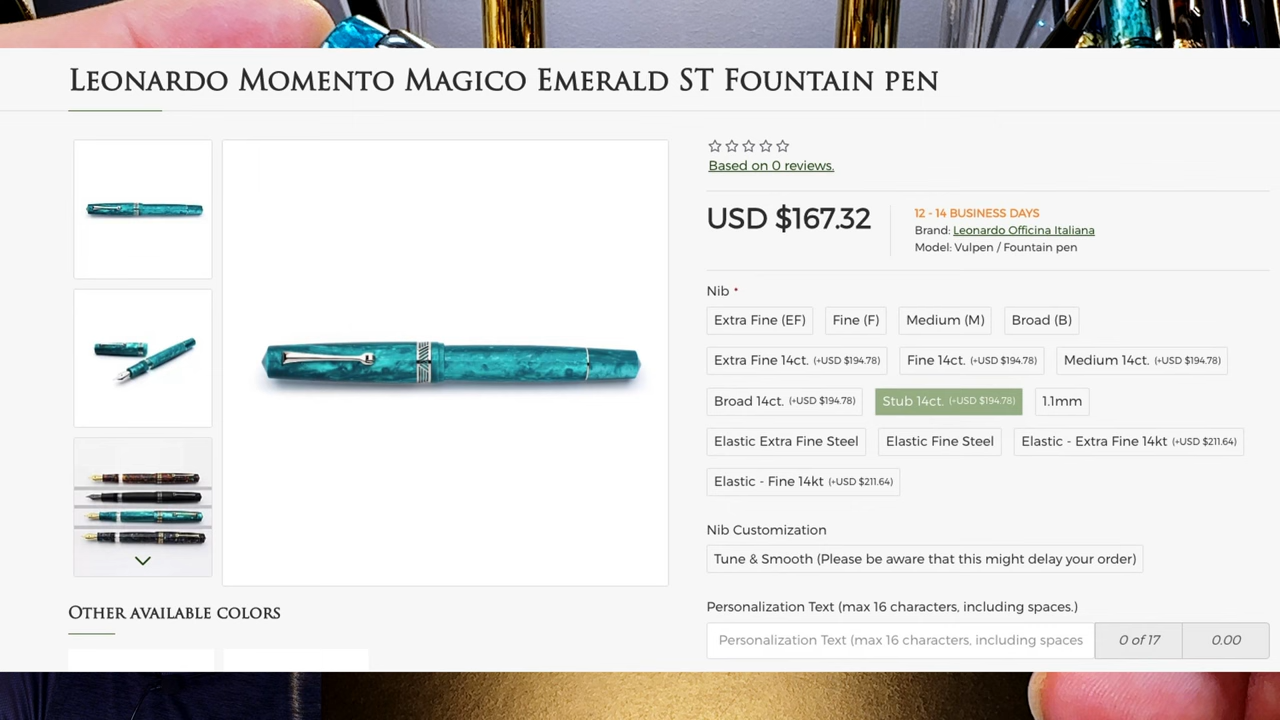 Leonardo Momento Magico Emerald ST Fountain pen
Based on 0 reviews.
USD $167.32
12 - 14 BUSINESS DAYS
Brand: Leonardo Officina Italiana
Model: Vulpen / Fountain pen
Nib *
Extra Fine (EF) Fine (F) Medium (M) Broad (B)
Extra Fine 14ct. (+USD $194.78) Fine 14ct. (+USD $194.78) Medium 14ct. (+USD $194.78)
Broad 14ct. (+USD $194.78) Stub 14ct. (+USD $194.78) 1.1mm
Elastic Extra Fine Steel Elastic Fine Steel Elastic - Extra Fine 14kt (+USD $211.64)
Elastic - Fine 14kt (+USD $211.64)
Nib Customization
Tune & Smooth (Please be aware that this might delay your order)
Personalization Text (max 16 characters, including spaces.)
Personalization Text (max 16 characters, including spaces 0 of 17 0.00
Other available colors